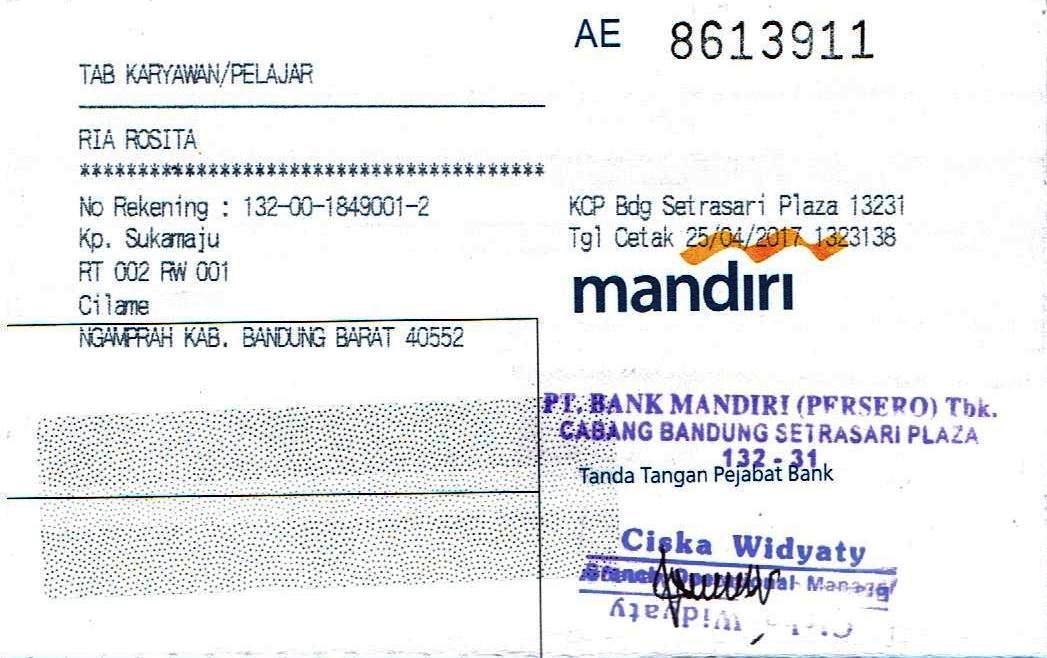 AE 8613911
TAB KARYAWAN/PELAJAR
RIA ROSITA
*****************************************
No Rekening : 132-00-1849001-2
Kp. Sukamaju
RT 002 RW 001
Cilame
NGAMPRAH KAB. BANDUNG BARAT 40552
KCP Bdg Setrasari Plaza 13231
Tgl Cetak 25/04/2017 1323138
mandiri
PT. BANK MANDIRI (PERSERO) Tbk.
CABANG BANDUNG SETRASARI PLAZA
132 - 31
Tanda Tangan Pejabat Bank
Ciska Widyaty
Branch Operational Manager
Ciska Widyaty